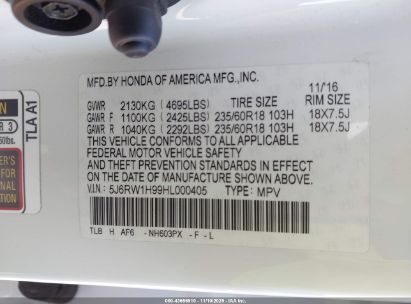 MFD.BY HONDA OF AMERICA MFG.,INC.
11/16
GVWR 2130KG ( 4695LBS) TIRE SIZE RIM SIZE
GAWR F 1100KG ( 2425LBS) 235/60R18 103H 18X7.5J
GAWR R 1040KG ( 2292LBS) 235/60R18 103H 18X7.5J
THIS VEHICLE CONFORMS TO ALL APPLICABLE
FEDERAL MOTOR VEHICLE SAFETY
AND THEFT PREVENTION STANDARDS IN EFFECT ON
THE DATE OF MANUFACTURE SHOWN ABOVE.
V.I.N.: 5J6RW1H99HL000405 TYPE: MPV
TLB H AF6 -NH603PX -F -L
TLA A1